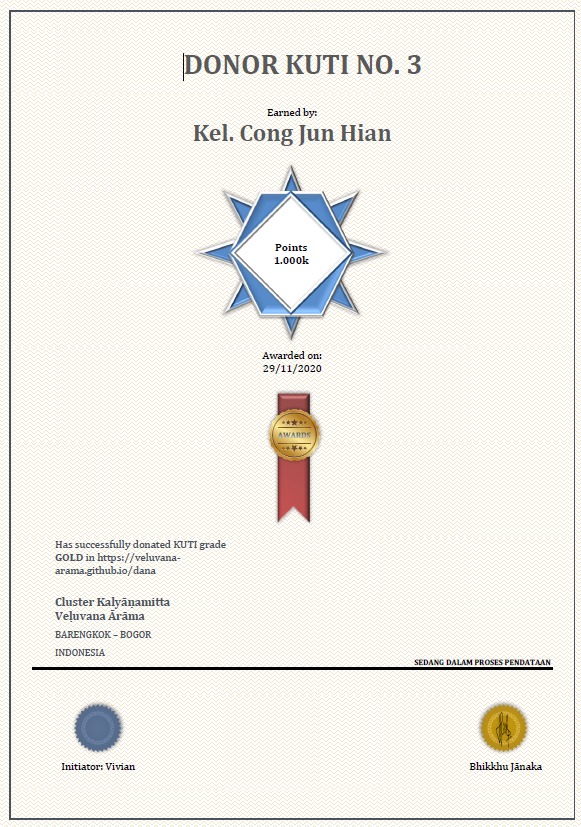 DONOR KUTI NO. 3
Earned by:
Kel. Cong Jun Hian
Points
1.000k
Awarded on:
29/11/2020
AWARDS
Has successfully donated KUTI grade
GOLD in https://veluvana-
arama.github.io/dana
Cluster Kalyāṇamitta
Veḷuvana Ārāma
BARENGKOK – BOGOR
INDONESIA
SEDANG DALAM PROSES PENDATAAN
Initiator: Vivian
Bhikkhu Jānaka